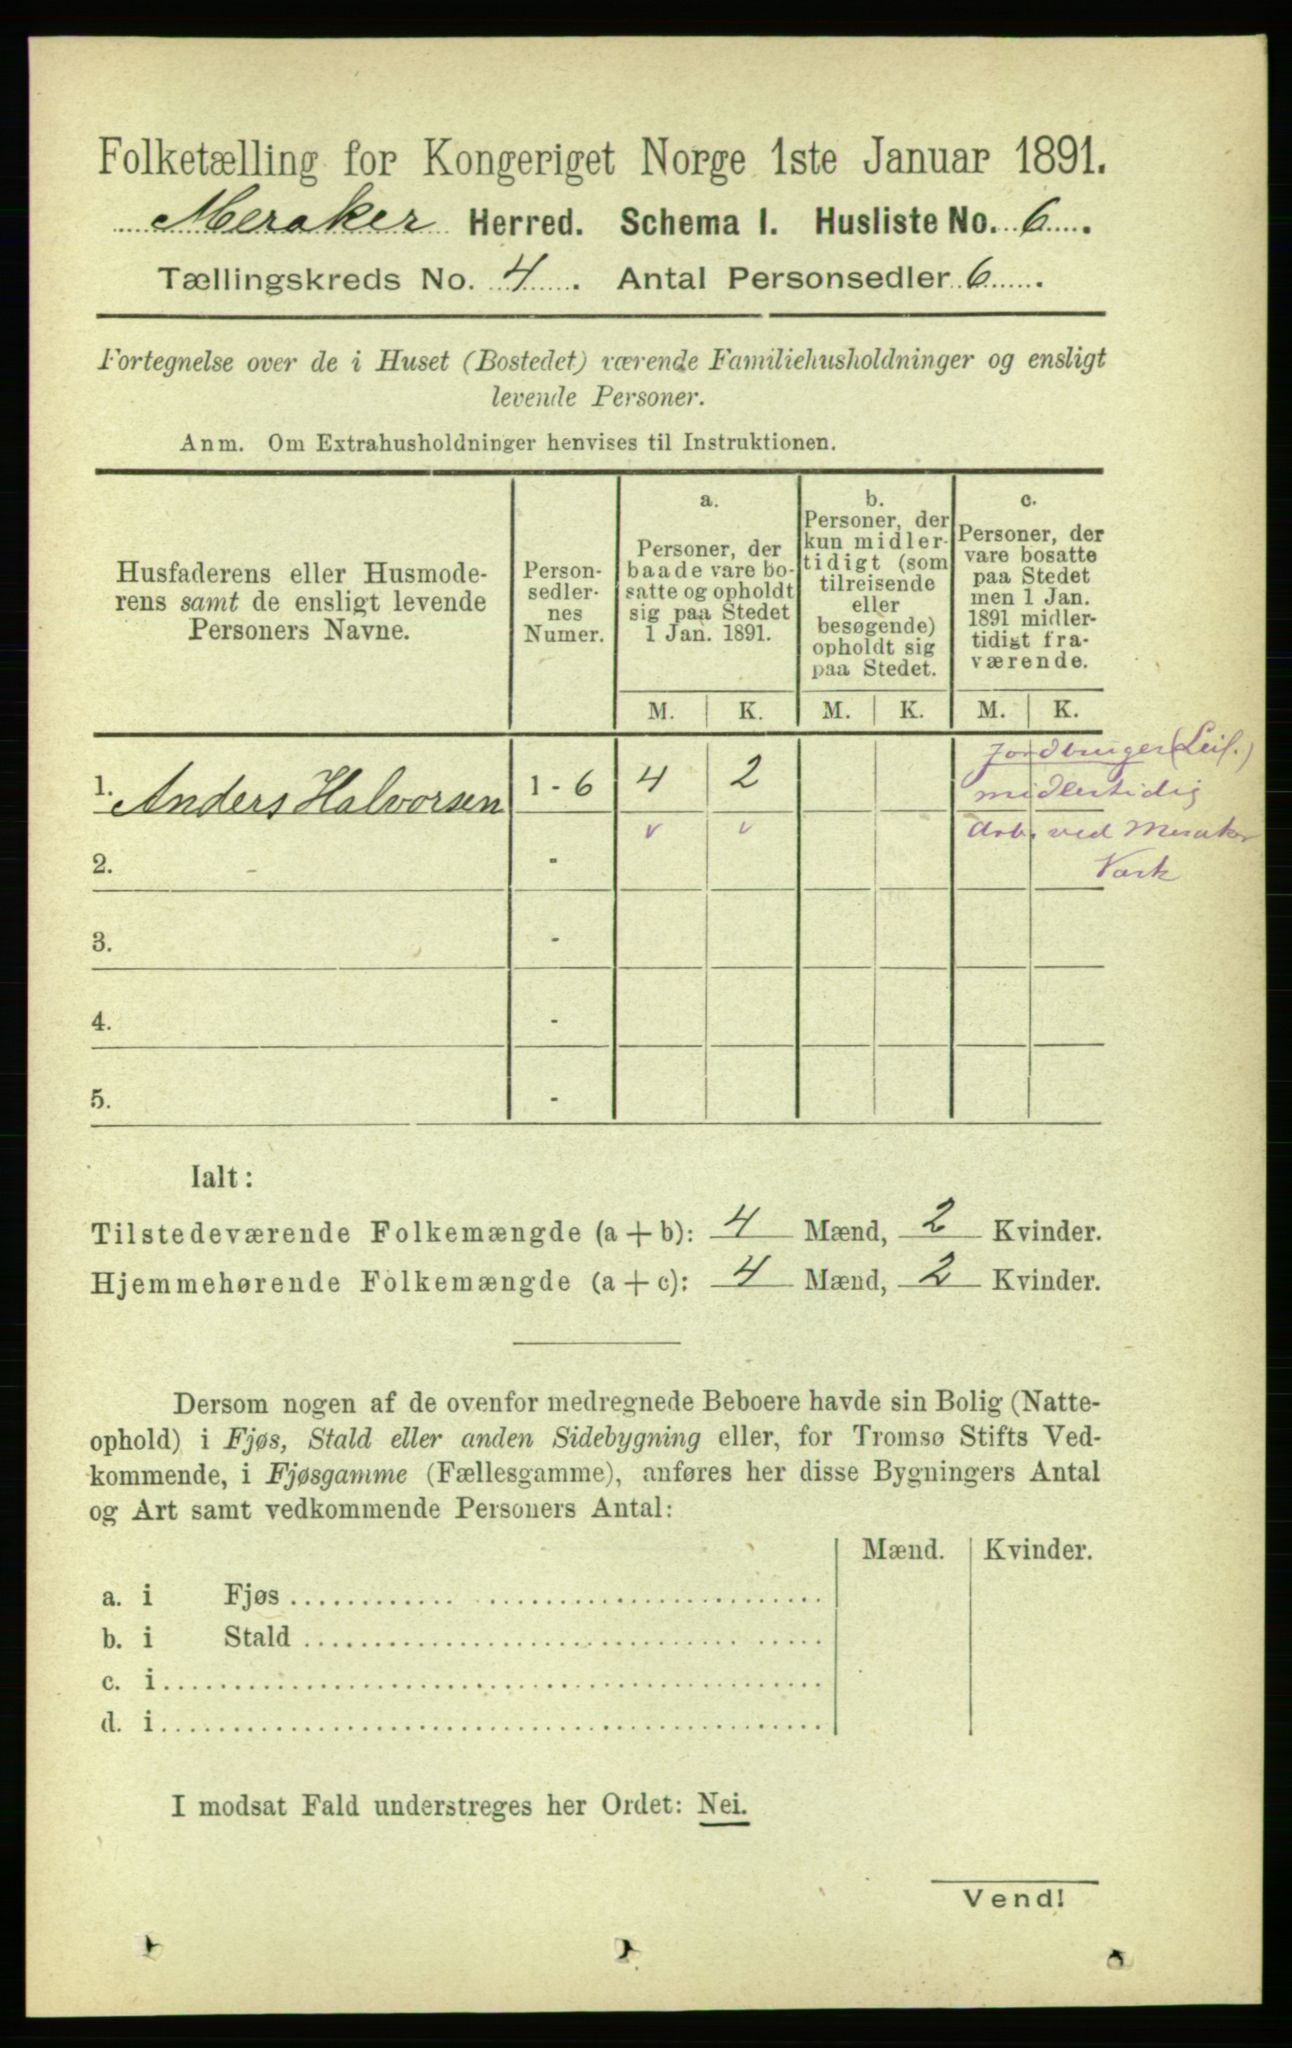 Folketælling for Kongeriget Norge 1ste Januar 1891.
Meraker Herred. Schema I. Husliste No. 6
Tællingskreds No. 4. Antal Personsedler 6.
Fortegnelse over de i Huset (Bostedet) værende Familiehusholdninger og ensligt
levende Personer.
Anm. Om Extrahusholdninger henvises til Instruktionen.
Husfaderens eller Husmode-
rens samt de ensligt levende
Personers Navne.
Person-
sedler-
nes
Numer.
a.
Personer, der
baade vare bo-
satte og opholdt
sig paa Stedet
1 Jan. 1891.
b.
Personer, der
kun midler-
tidigt (som
tilreisende
eller
besøgende)
opholdt sig
paa Stedet.
c.
Personer, der
vare bosatte
paa Stedet
men 1 Jan.
1891 midler-
tidigt fra-
værende.
M. K. M. K. M. K.
1. Anders Halvorsen 1 - 6 4 2
Jordbruger (Leil.)
midlertidig
Arb. ved Meraker
Værk
v v
2. -
3. -
4. -
5. -
Ialt:
Tilstedeværende Folkemængde (a + b): 4 Mænd, 2 Kvinder.
Hjemmehørende Folkemængde (a + c): 4 Mænd, 2 Kvinder.
Dersom nogen af de ovenfor medregnede Beboere havde sin Bolig (Natte-
ophold) i Fjøs, Stald eller anden Sidebygning eller, for Tromsø Stifts Ved-
kommende, i Fjøsgamme (Fællesgamme), anføres her disse Bygningers Antal
og Art samt vedkommende Personers Antal:
Mænd. Kvinder.
a. i Fjøs
b. i Stald
c. i
d. i
I modsat Fald understreges her Ordet: Nei.
Vend!